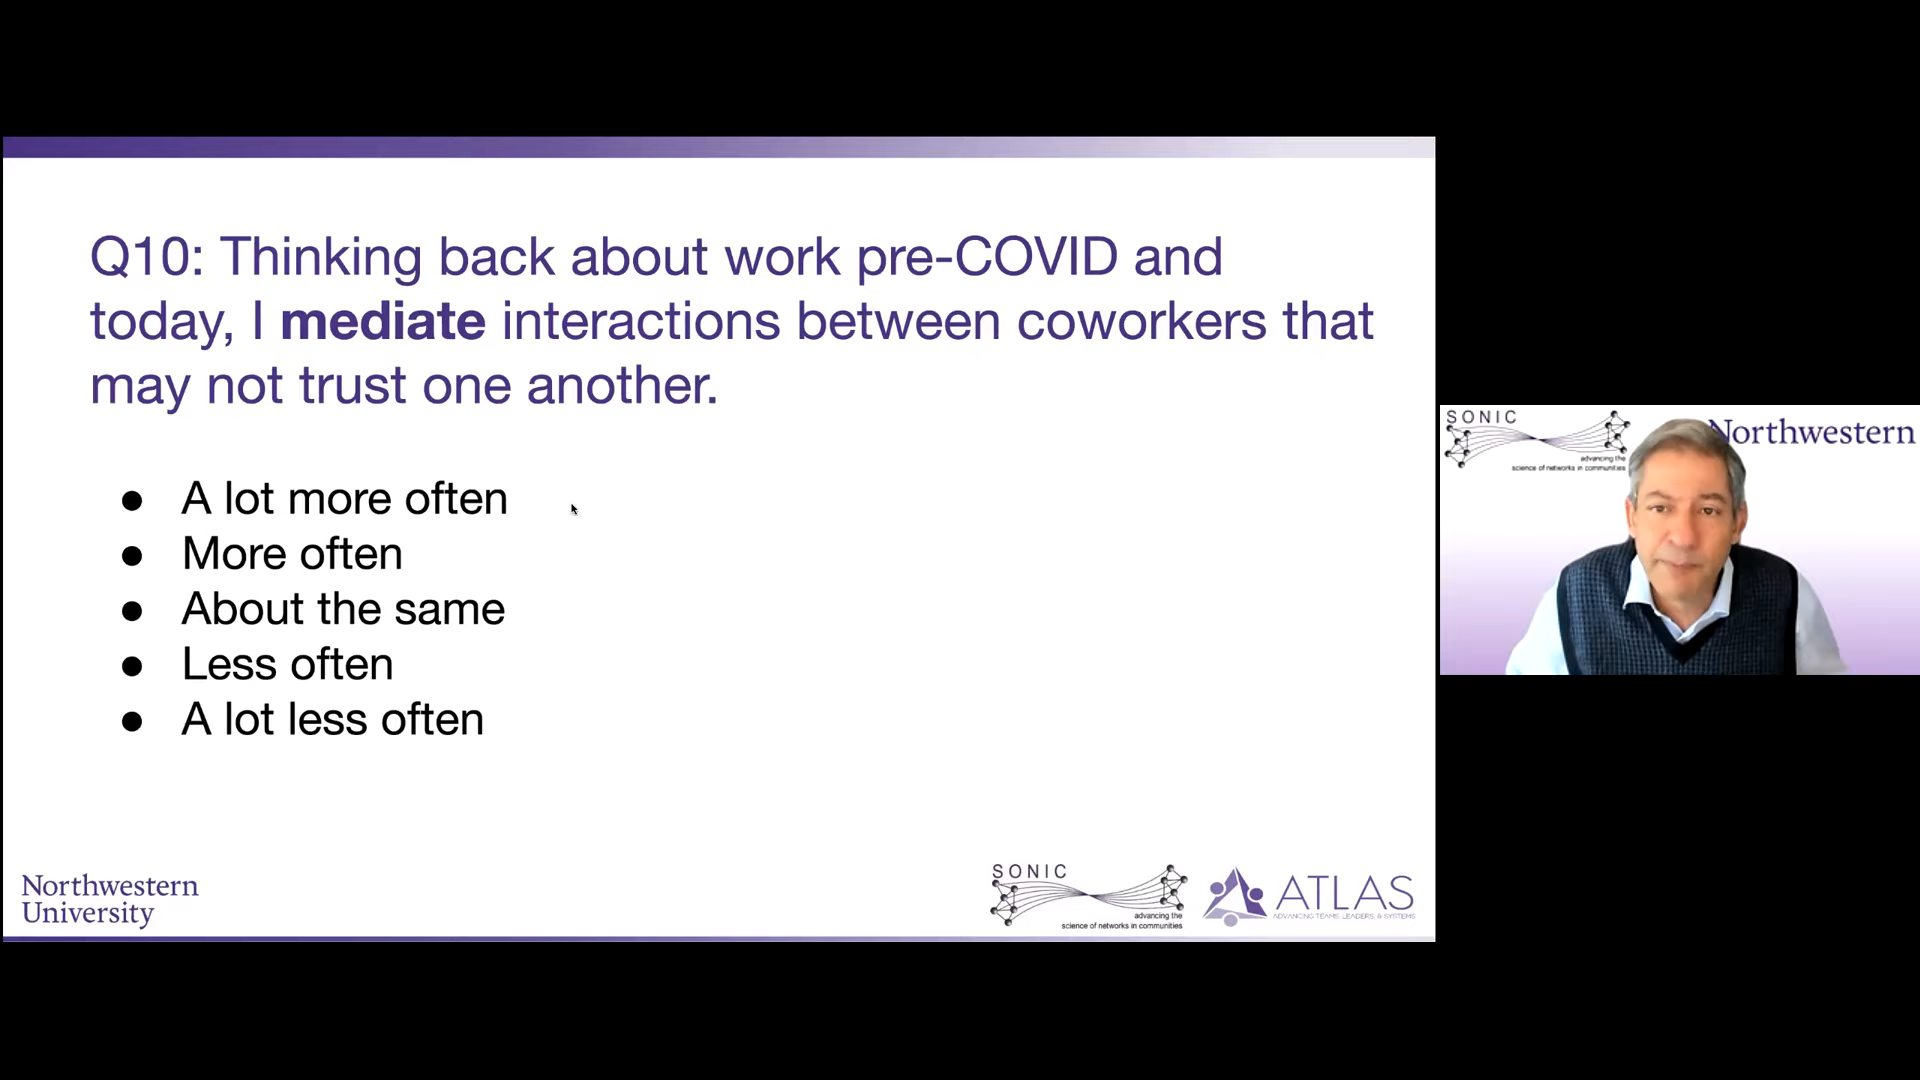 Q10: Thinking back about work pre-COVID and
today, I mediate interactions between coworkers that
may not trust one another.
● A lot more often
● More often
● About the same
● Less often
● A lot less often
Northwestern
University
SONIC
advancing the
science of networks in communities
ATLAS
ADVANCING TEAMS, LEADERS, & SYSTEMS
SONIC
advancing the
science of networks in communities
Northwestern